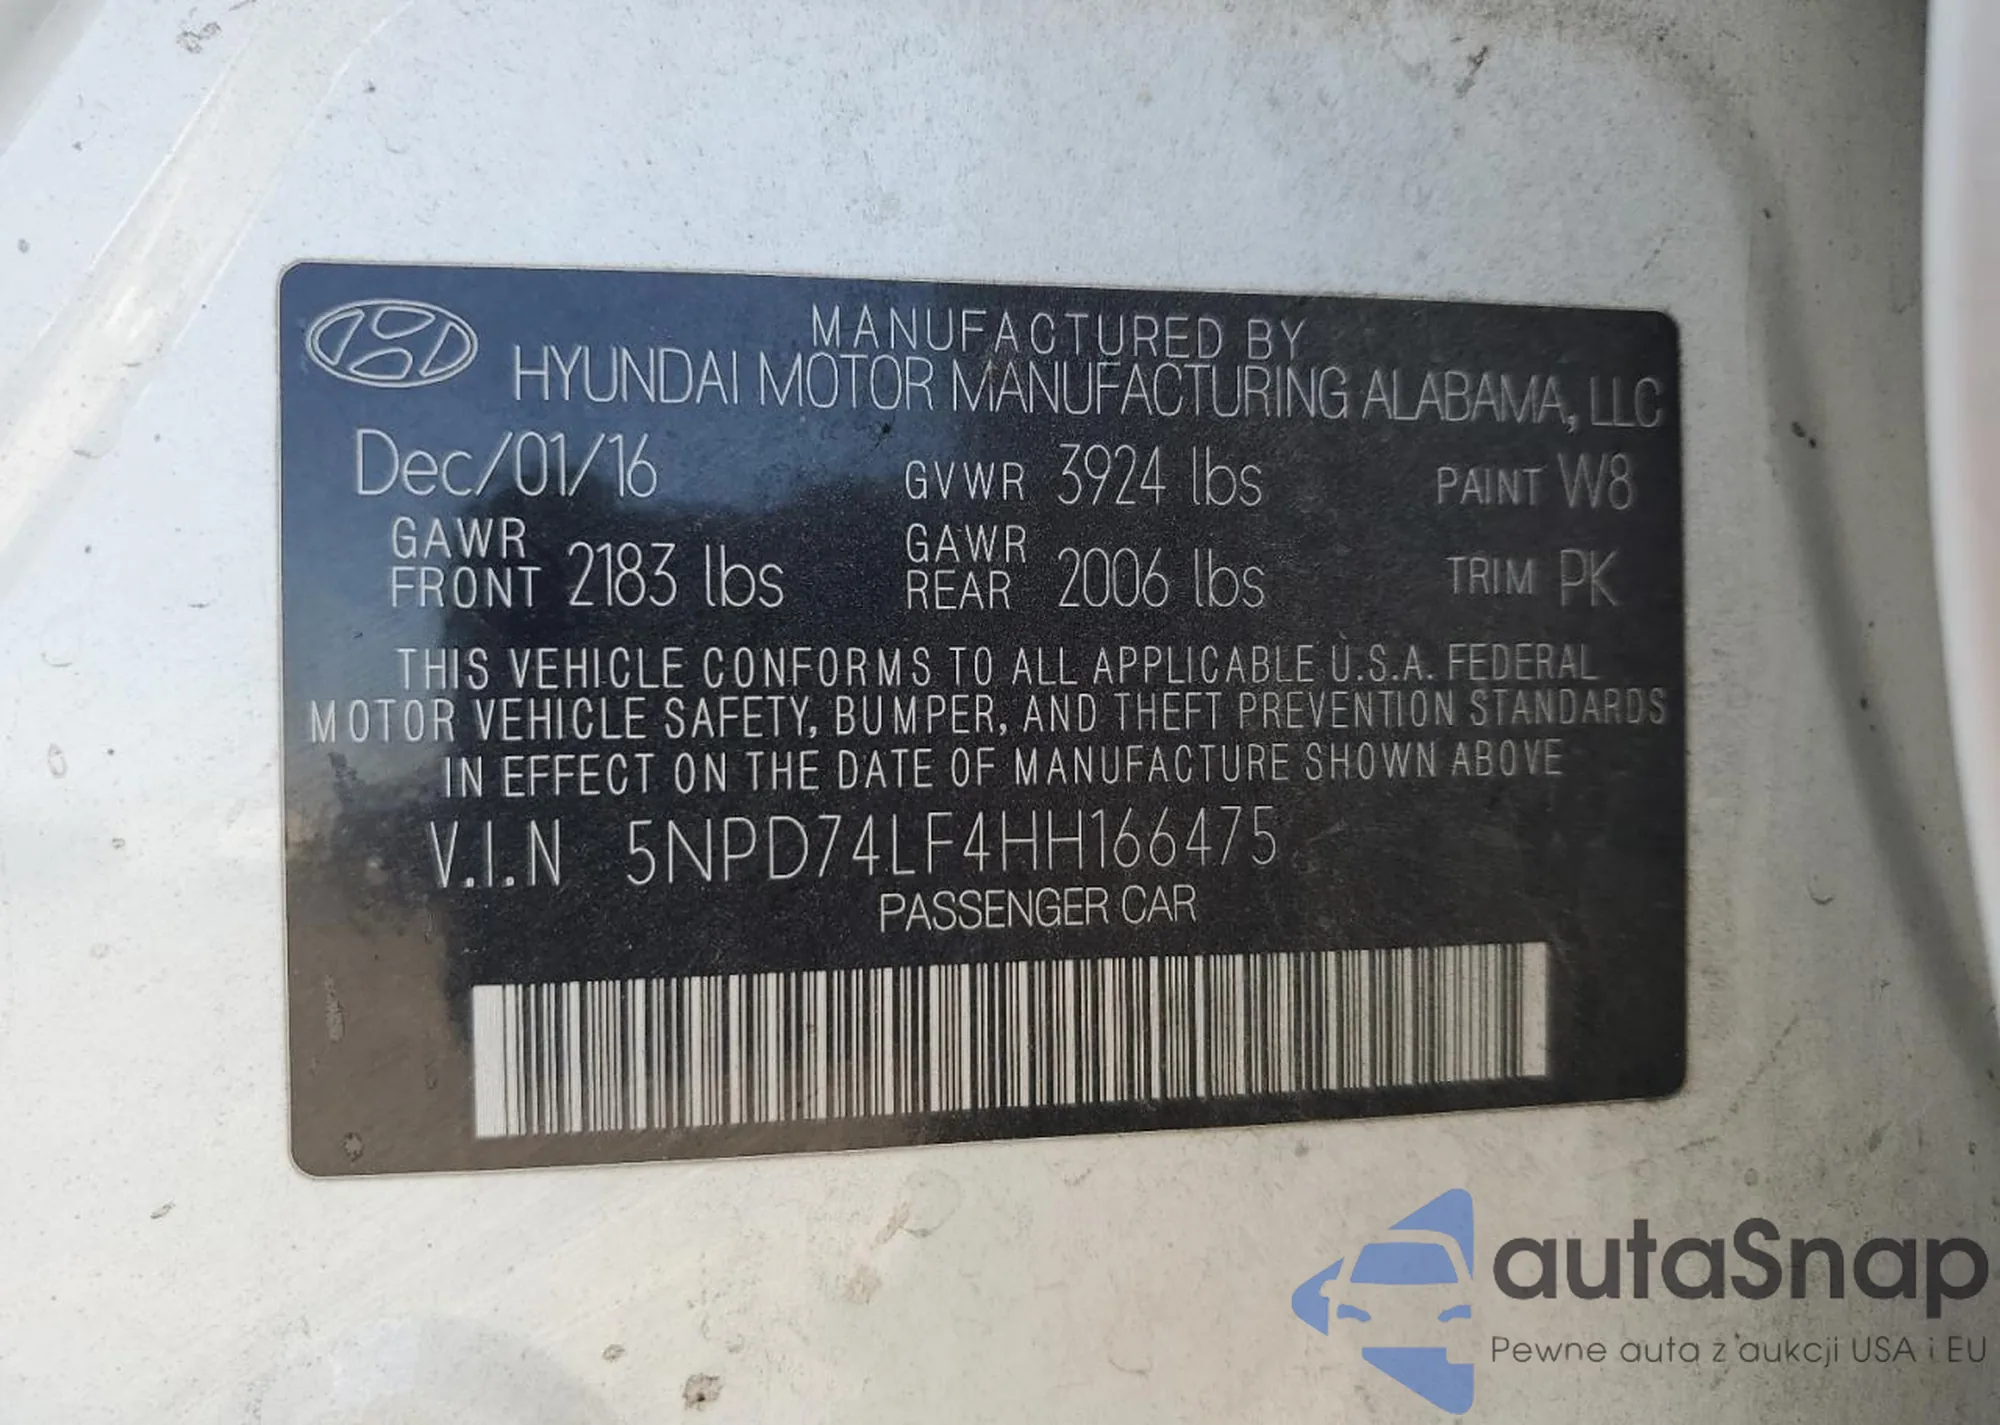 MANUFACTURED BY
HYUNDAI MOTOR MANUFACTURING ALABAMA, LLC
Dec/01/16 GVWR 3924 lbs PAINT W8
GAWR FRONT 2183 lbs GAWR REAR 2006 lbs TRIM PK
THIS VEHICLE CONFORMS TO ALL APPLICABLE U.S.A. FEDERAL
MOTOR VEHICLE SAFETY, BUMPER, AND THEFT PREVENTION STANDARDS
IN EFFECT ON THE DATE OF MANUFACTURE SHOWN ABOVE
V.I.N 5NPD74LF4HH166475
PASSENGER CAR
autaSnap
Pewne auta z aukcji USA i EU